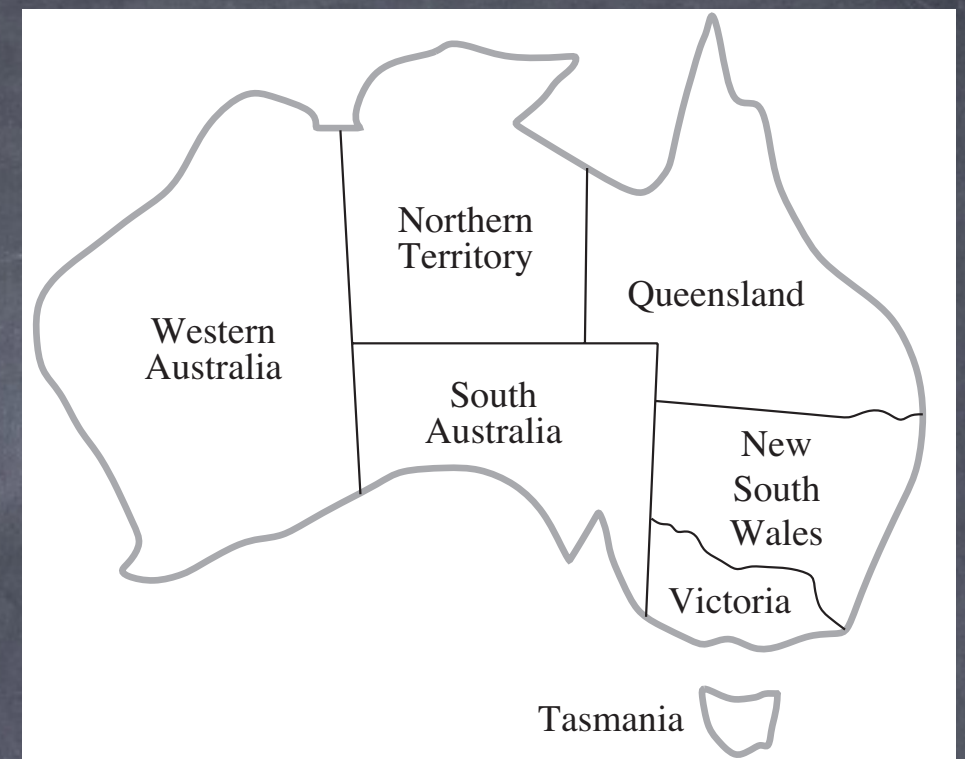 Northern
Territory
Queensland
Western
Australia
South
Australia
New
South
Wales
Victoria
Tasmania